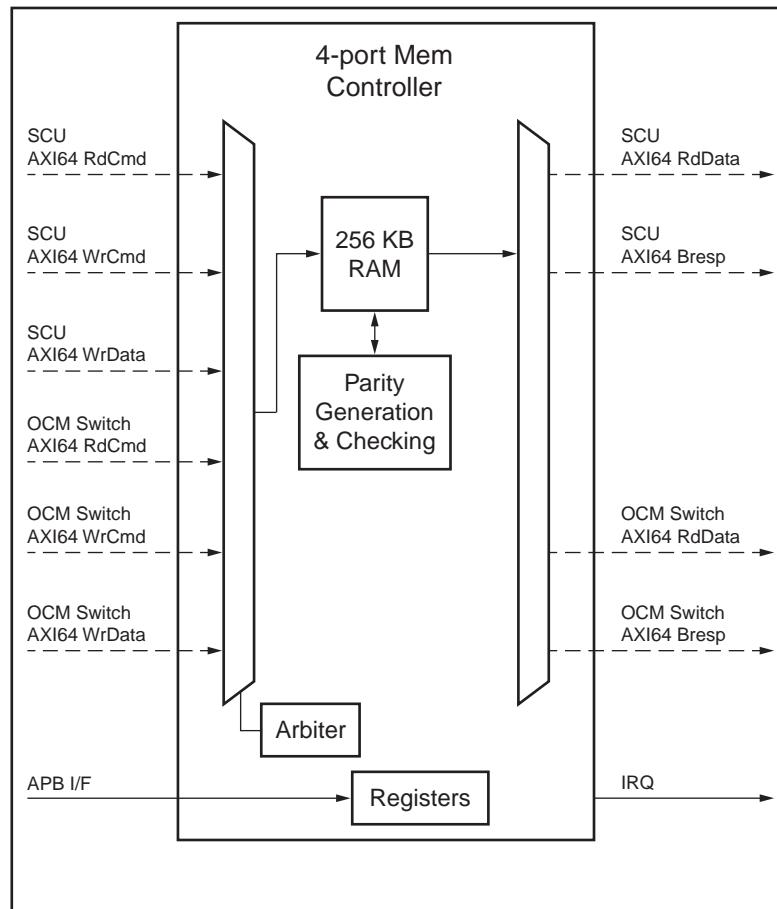 4-port Mem
Controller
SCU
AXI64 RdCmd
SCU
AXI64 WrCmd
SCU
AXI64 WrData
OCM Switch
AXI64 RdCmd
OCM Switch
AXI64 WrCmd
OCM Switch
AXI64 WrData
256 KB
RAM
Parity
Generation
& Checking
Arbiter
SCU
AXI64 RdData
SCU
AXI64 Bresp
OCM Switch
AXI64 RdData
OCM Switch
AXI64 Bresp
APB I/F
Registers
IRQ